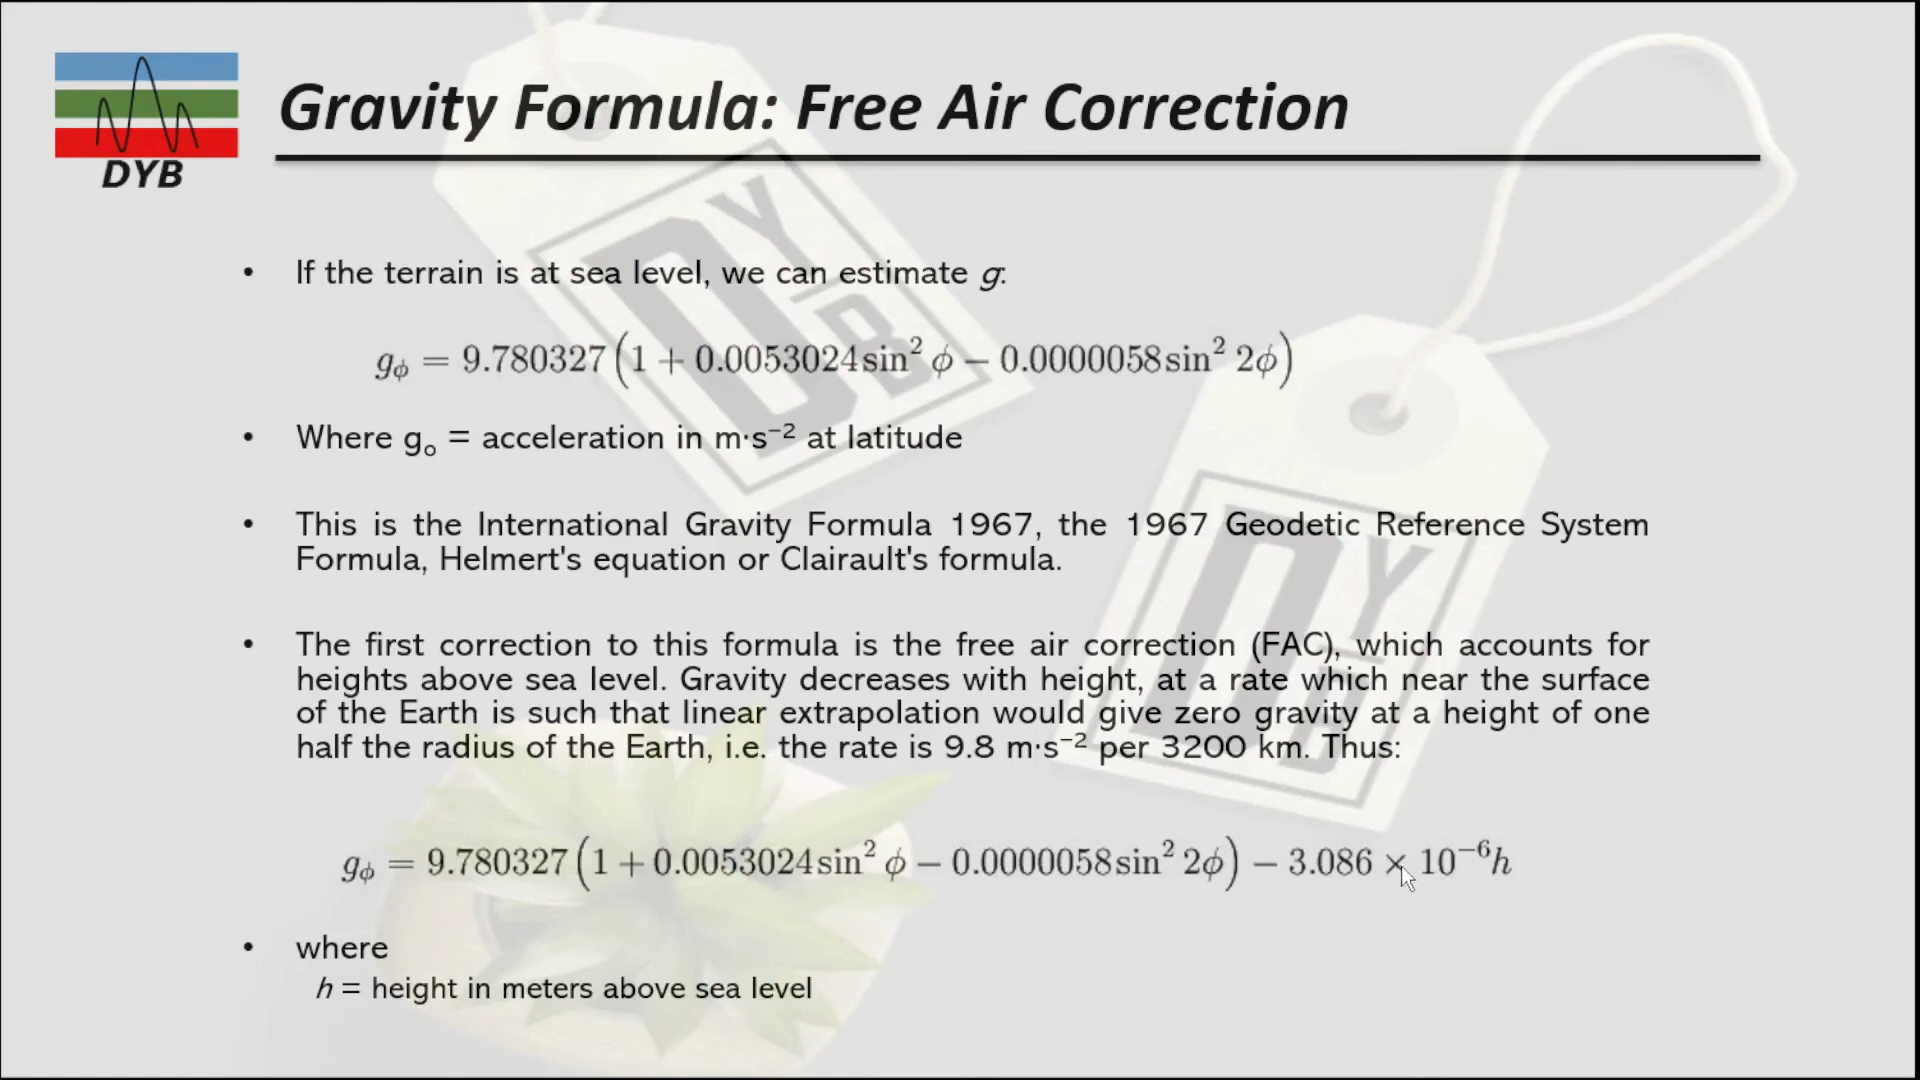 DYB
Gravity Formula: Free Air Correction
• If the terrain is at sea level, we can estimate g:
g_ϕ = 9.780327 (1 + 0.0053024 sin² ϕ − 0.0000058 sin² 2ϕ)
• Where g₀ = acceleration in m·s⁻² at latitude
• This is the International Gravity Formula 1967, the 1967 Geodetic Reference System
Formula, Helmert's equation or Clairault's formula.
• The first correction to this formula is the free air correction (FAC), which accounts for
heights above sea level. Gravity decreases with height, at a rate which near the surface
of the Earth is such that linear extrapolation would give zero gravity at a height of one
half the radius of the Earth, i.e. the rate is 9.8 m·s⁻² per 3200 km. Thus:
g_ϕ = 9.780327 (1 + 0.0053024 sin² ϕ − 0.0000058 sin² 2ϕ) − 3.086 × 10⁻⁶h
• where
h = height in meters above sea level
DYB
DYB